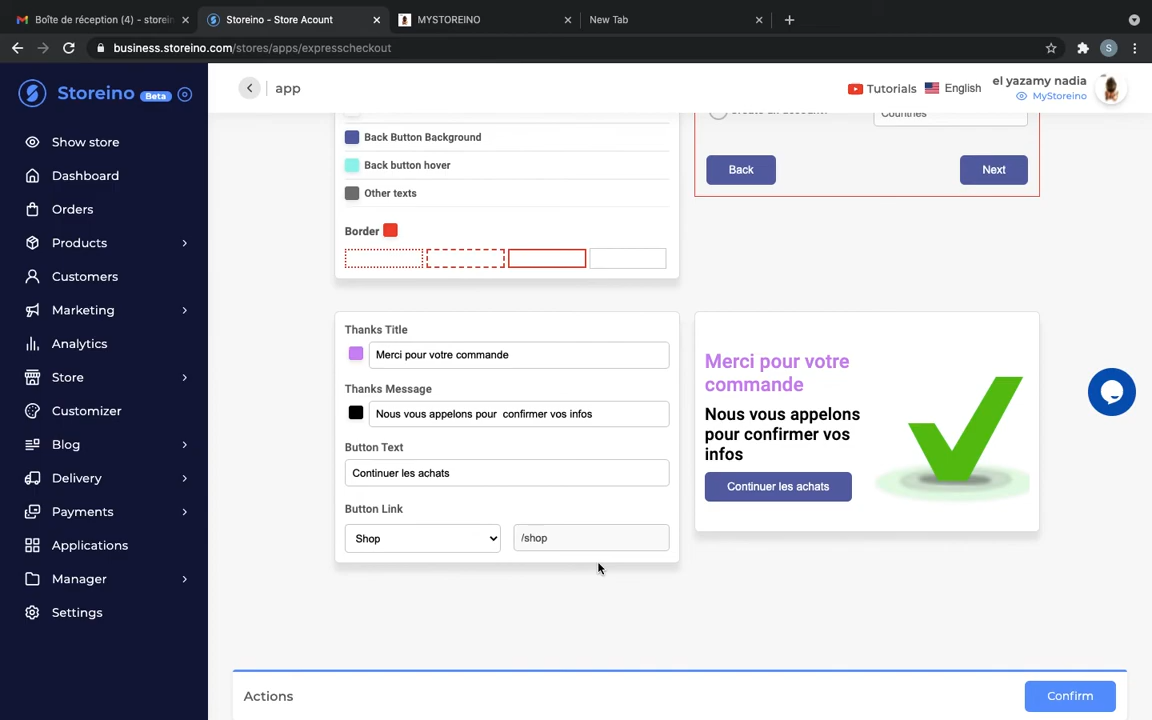 Boîte de réception (4) - storein
Storeino - Store Acount
MYSTOREINO
New Tab
business.storeino.com/stores/apps/expresscheckout
S
Storeino Beta
app
Tutorials
English
el yazamy nadia
MyStoreino
Show store
Dashboard
Orders
Products
Customers
Marketing
Analytics
Store
Customizer
Blog
Delivery
Payments
Applications
Manager
Settings
Back Button Background
Back button hover
Other texts
Border
Countries
Back
Next
Thanks Title
Merci pour votre commande
Thanks Message
Nous vous appelons pour confirmer vos infos
Button Text
Continuer les achats
Button Link
Shop
/shop
Merci pour votre
commande
Nous vous appelons
pour confirmer vos
infos
Continuer les achats
Actions
Confirm